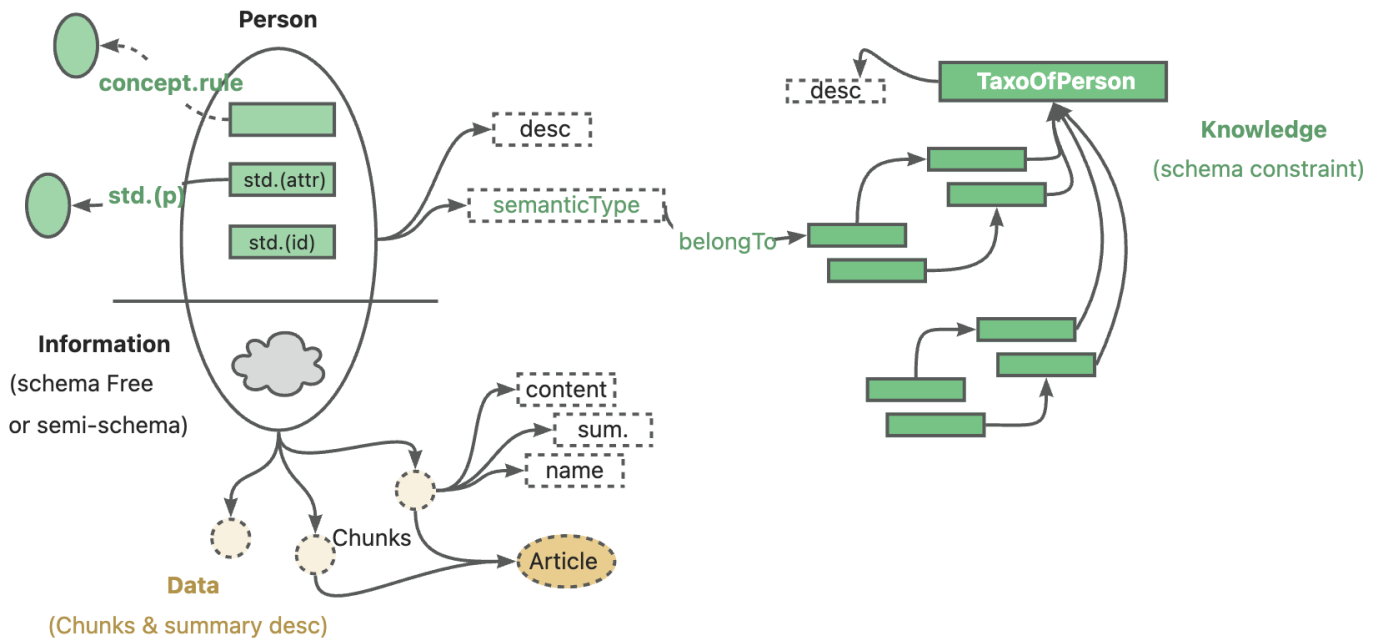 Person
concept.rule
std.(attr)
std.(p)
std.(id)
desc
semanticType
belongTo
desc
TaxoOfPerson
Knowledge
(schema constraint)
Information
(schema Free
or semi-schema)
content
sum.
name
Chunks
Article
Data
(Chunks & summary desc)